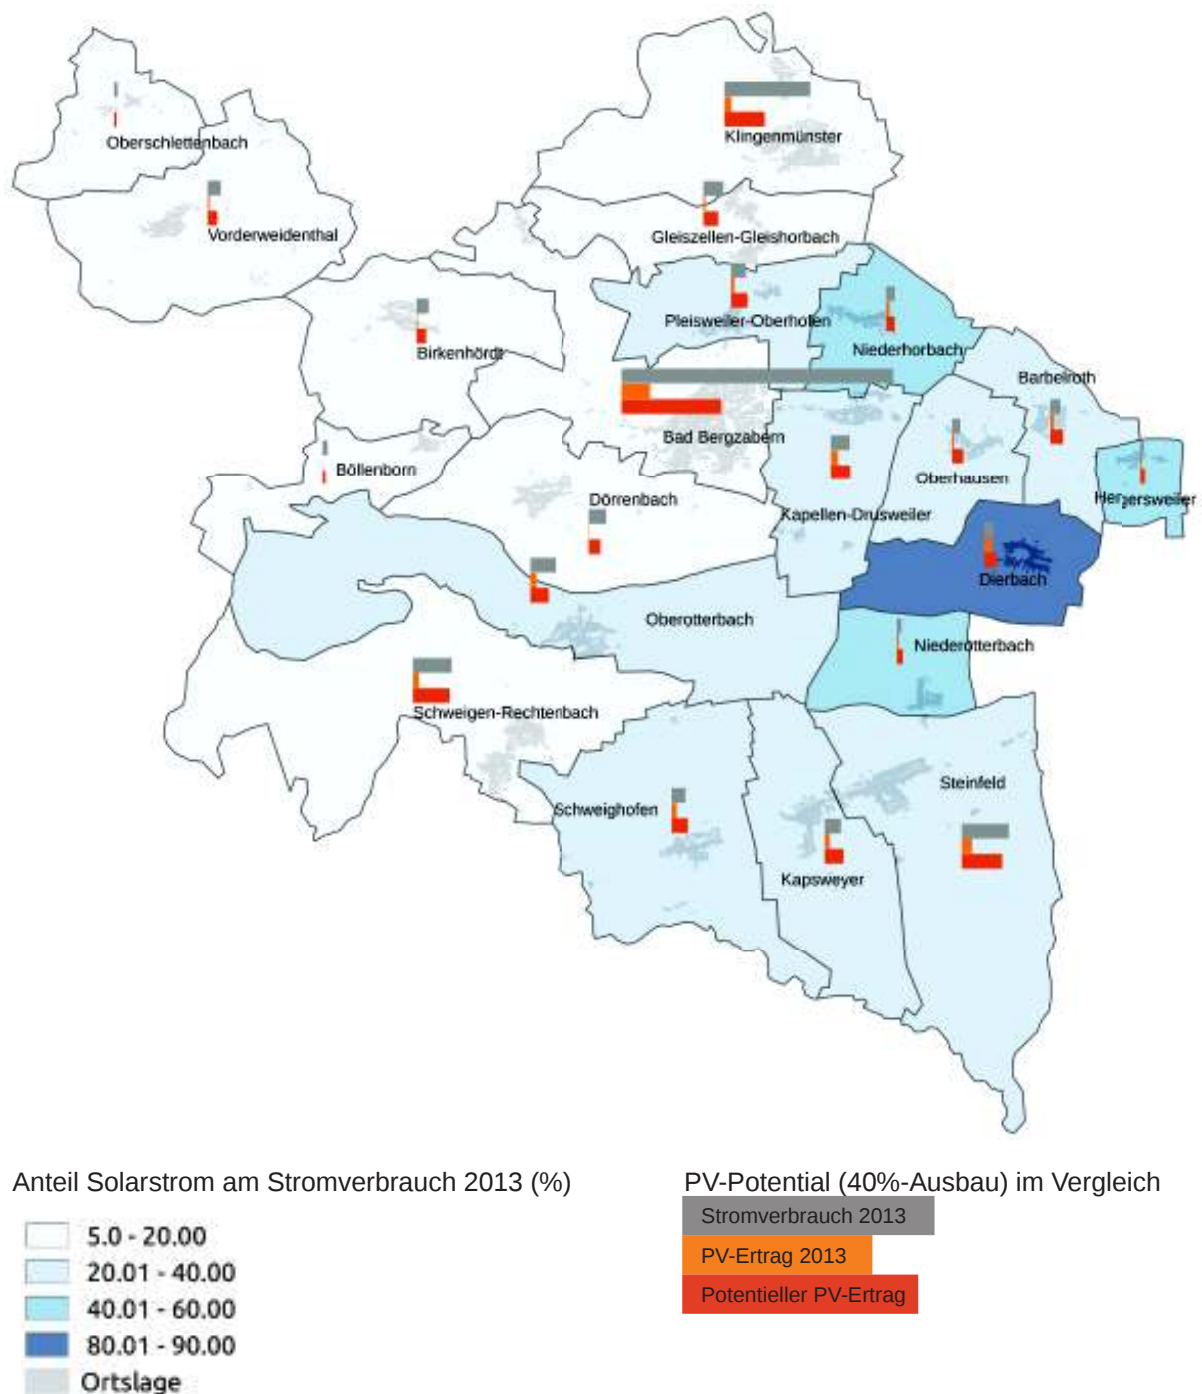 Klingenmünster
Oberschlettenbach
Vorderweidenthal
Gleiszellen-Gleishorbach
Pleisweiler-Oberhofen
Birkenhördt
Niederhorbach
Barbelroth
Bad Bergzabern
Böllenborn
Oberhausen
Dörrenbach
Hergersweiler
Kapellen-Drusweiler
Dierbach
Oberotterbach
Niederotterbach
Schweigen-Rechtenbach
Steinfeld
Schweighofen
Kapsweyer
Anteil Solarstrom am Stromverbrauch 2013 (%)
5.0 - 20.00
20.01 - 40.00
40.01 - 60.00
80.01 - 90.00
Ortslage
PV-Potential (40%-Ausbau) im Vergleich
Stromverbrauch 2013
PV-Ertrag 2013
Potentieller PV-Ertrag